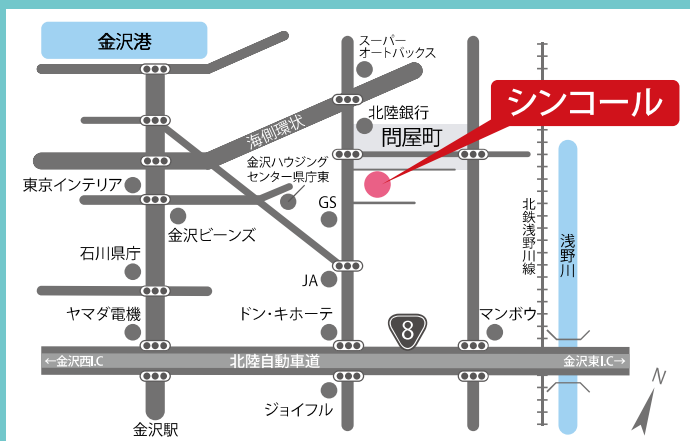 金沢港
スーパー
オートバックス
シンコール
北陸銀行
問屋町
海側環状
金沢ハウジング
センター県庁東
東京インテリア
GS
金沢ビーンズ
北鉄浅野川線
浅野川
石川県庁
JA
ヤマダ電機
ドン・キホーテ
8
マンボウ
←金沢西I.C
北陸自動車道
金沢東I.C→
N
ジョイフル
金沢駅